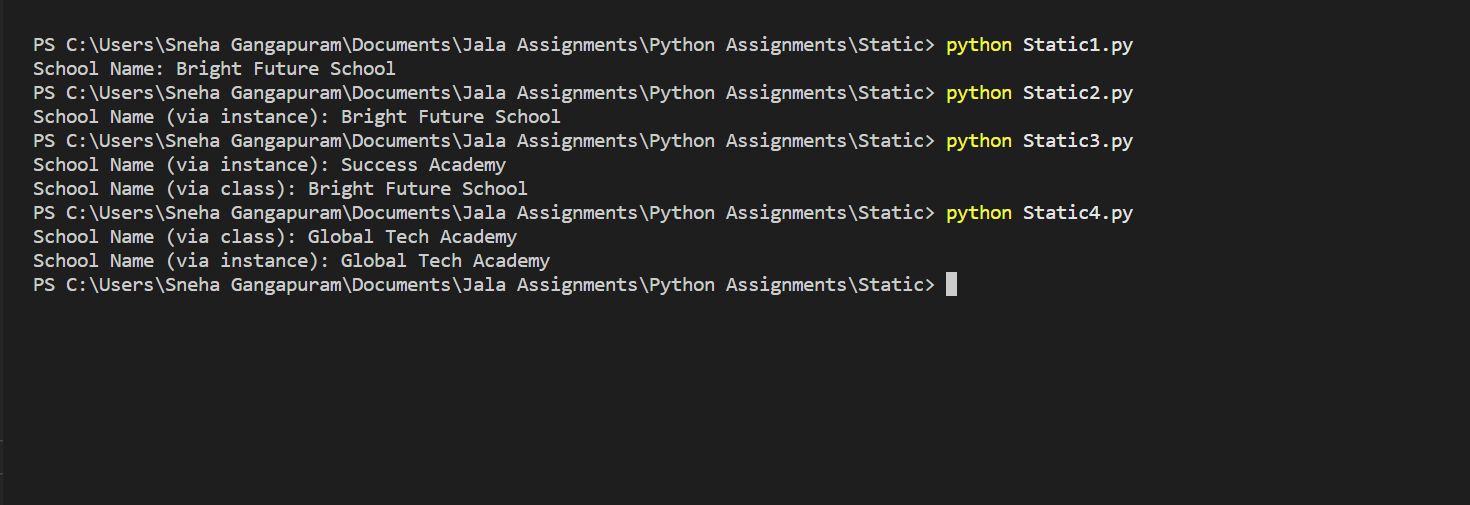 PS C:\Users\Sneha Gangapuram\Documents\Jala Assignments\Python Assignments\Static> python Static1.py
School Name: Bright Future School
PS C:\Users\Sneha Gangapuram\Documents\Jala Assignments\Python Assignments\Static> python Static2.py
School Name (via instance): Bright Future School
PS C:\Users\Sneha Gangapuram\Documents\Jala Assignments\Python Assignments\Static> python Static3.py
School Name (via instance): Success Academy
School Name (via class): Bright Future School
PS C:\Users\Sneha Gangapuram\Documents\Jala Assignments\Python Assignments\Static> python Static4.py
School Name (via class): Global Tech Academy
School Name (via instance): Global Tech Academy
PS C:\Users\Sneha Gangapuram\Documents\Jala Assignments\Python Assignments\Static>